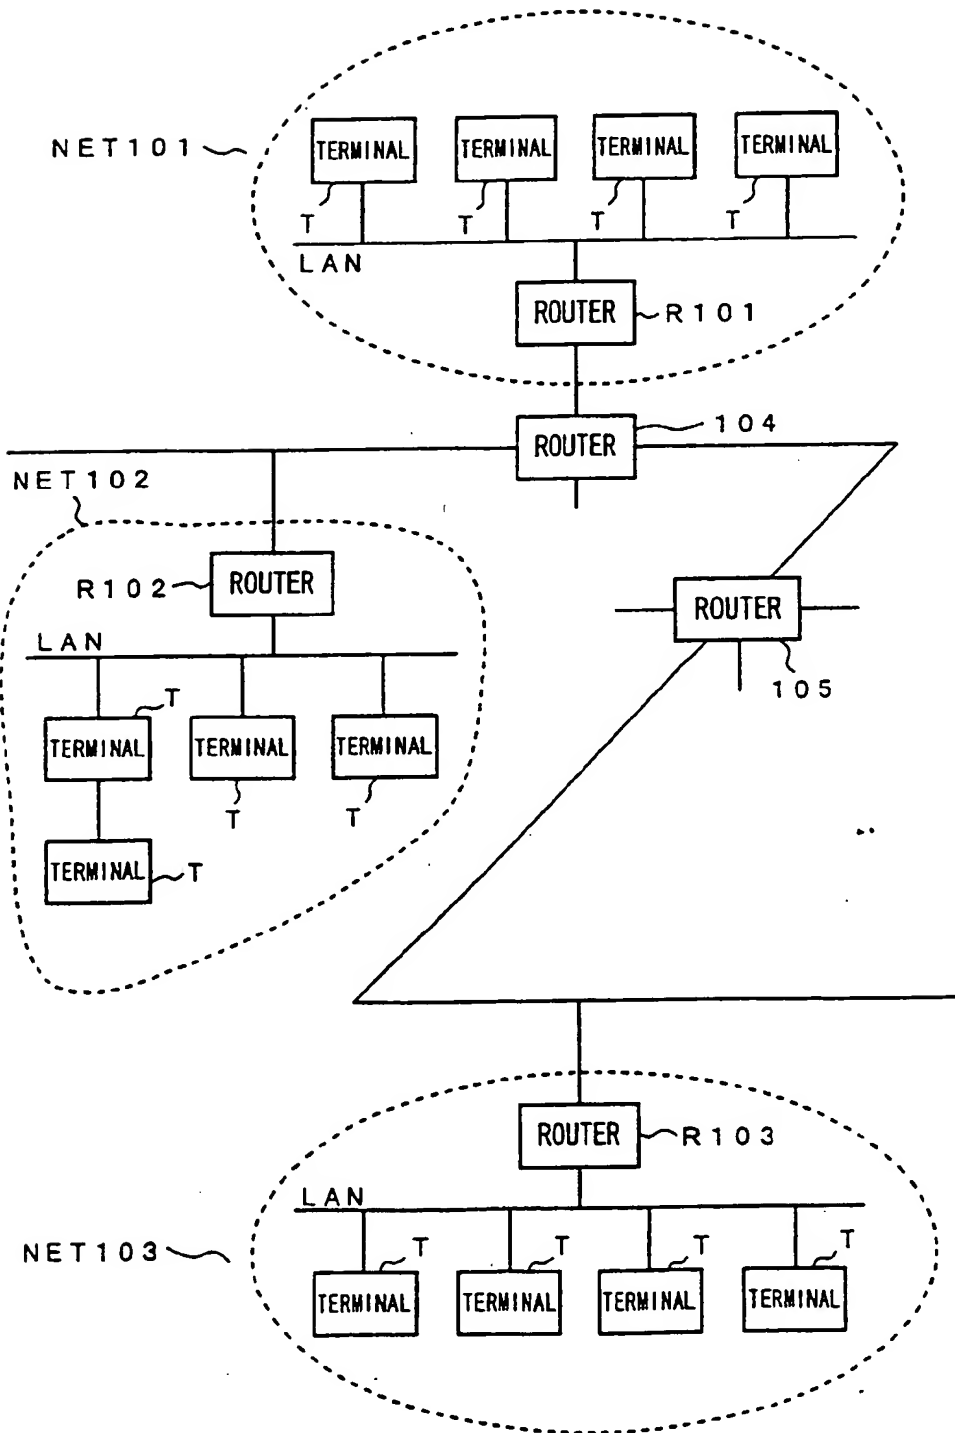 NET101
TERMINAL TERMINAL TERMINAL TERMINAL
T T T T
LAN
ROUTER R101
ROUTER 104
NET102
R102 ROUTER
ROUTER
105
LAN
T
TERMINAL TERMINAL TERMINAL
T T
TERMINAL T
ROUTER R103
LAN
NET103
T T T T
TERMINAL TERMINAL TERMINAL TERMINAL